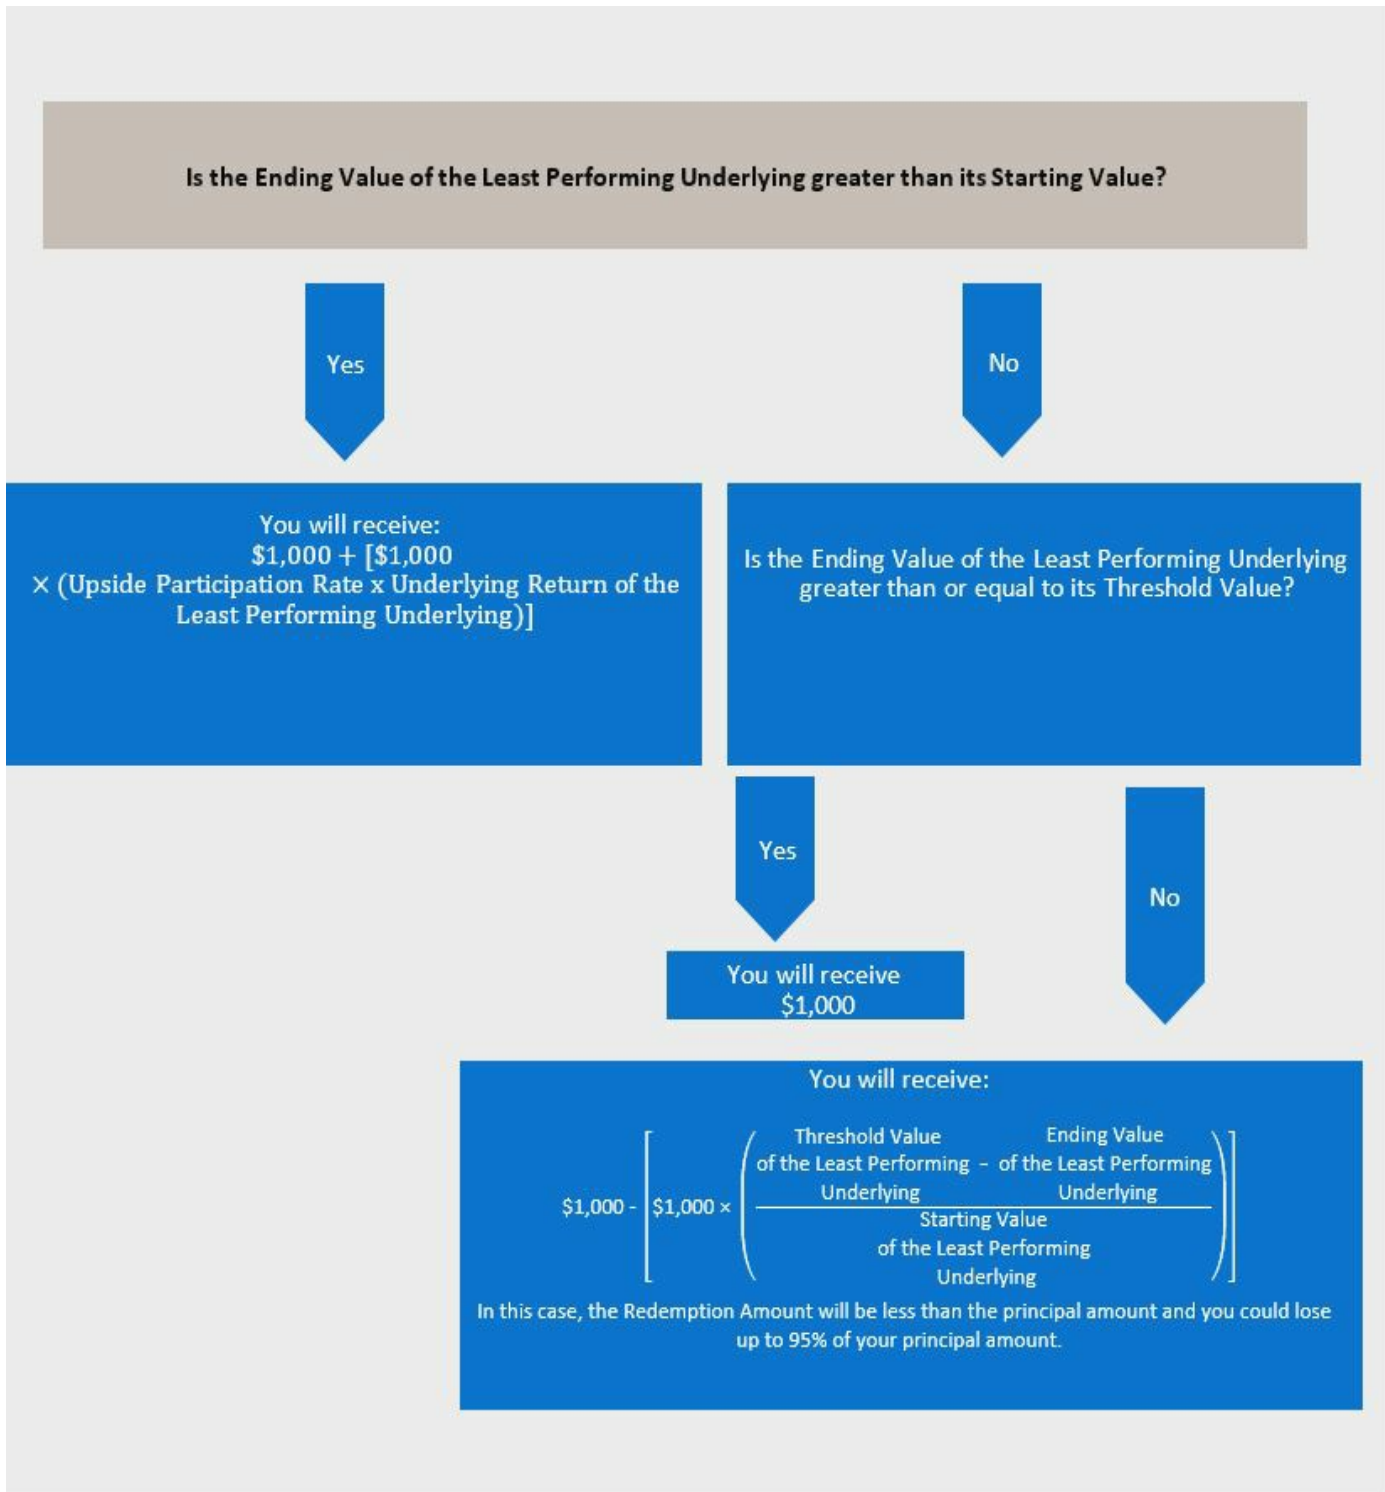 Is the Ending Value of the Least Performing Underlying greater than its Starting Value?
Yes
No
You will receive:
$1,000 + [$1,000
× (Upside Participation Rate x Underlying Return of the
Least Performing Underlying)]
Is the Ending Value of the Least Performing Underlying
greater than or equal to its Threshold Value?
Yes
No
You will receive
$1,000
You will receive:
Threshold Value Ending Value
of the Least Performing - of the Least Performing
Underlying Underlying
$1,000 - [$1,000 × (
Starting Value
of the Least Performing
Underlying
)]
In this case, the Redemption Amount will be less than the principal amount and you could lose
up to 95% of your principal amount.